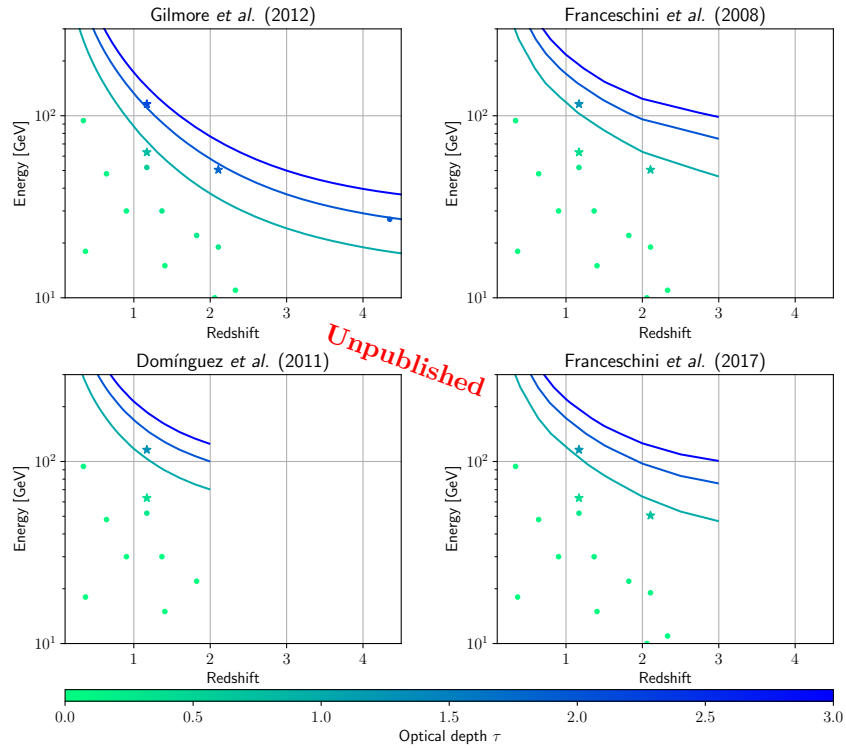 Gilmore et al. (2012)
Franceschini et al. (2008)
Energy [GeV]
10²
10¹
1 2 3 4
Redshift
Energy [GeV]
10²
10¹
1 2 3 4
Redshift
Unpublished
Domínguez et al. (2011)
Franceschini et al. (2017)
Energy [GeV]
10²
10¹
1 2 3 4
Redshift
Energy [GeV]
10²
10¹
1 2 3 4
Redshift
0.0 0.5 1.0 1.5 2.0 2.5 3.0
Optical depth τ